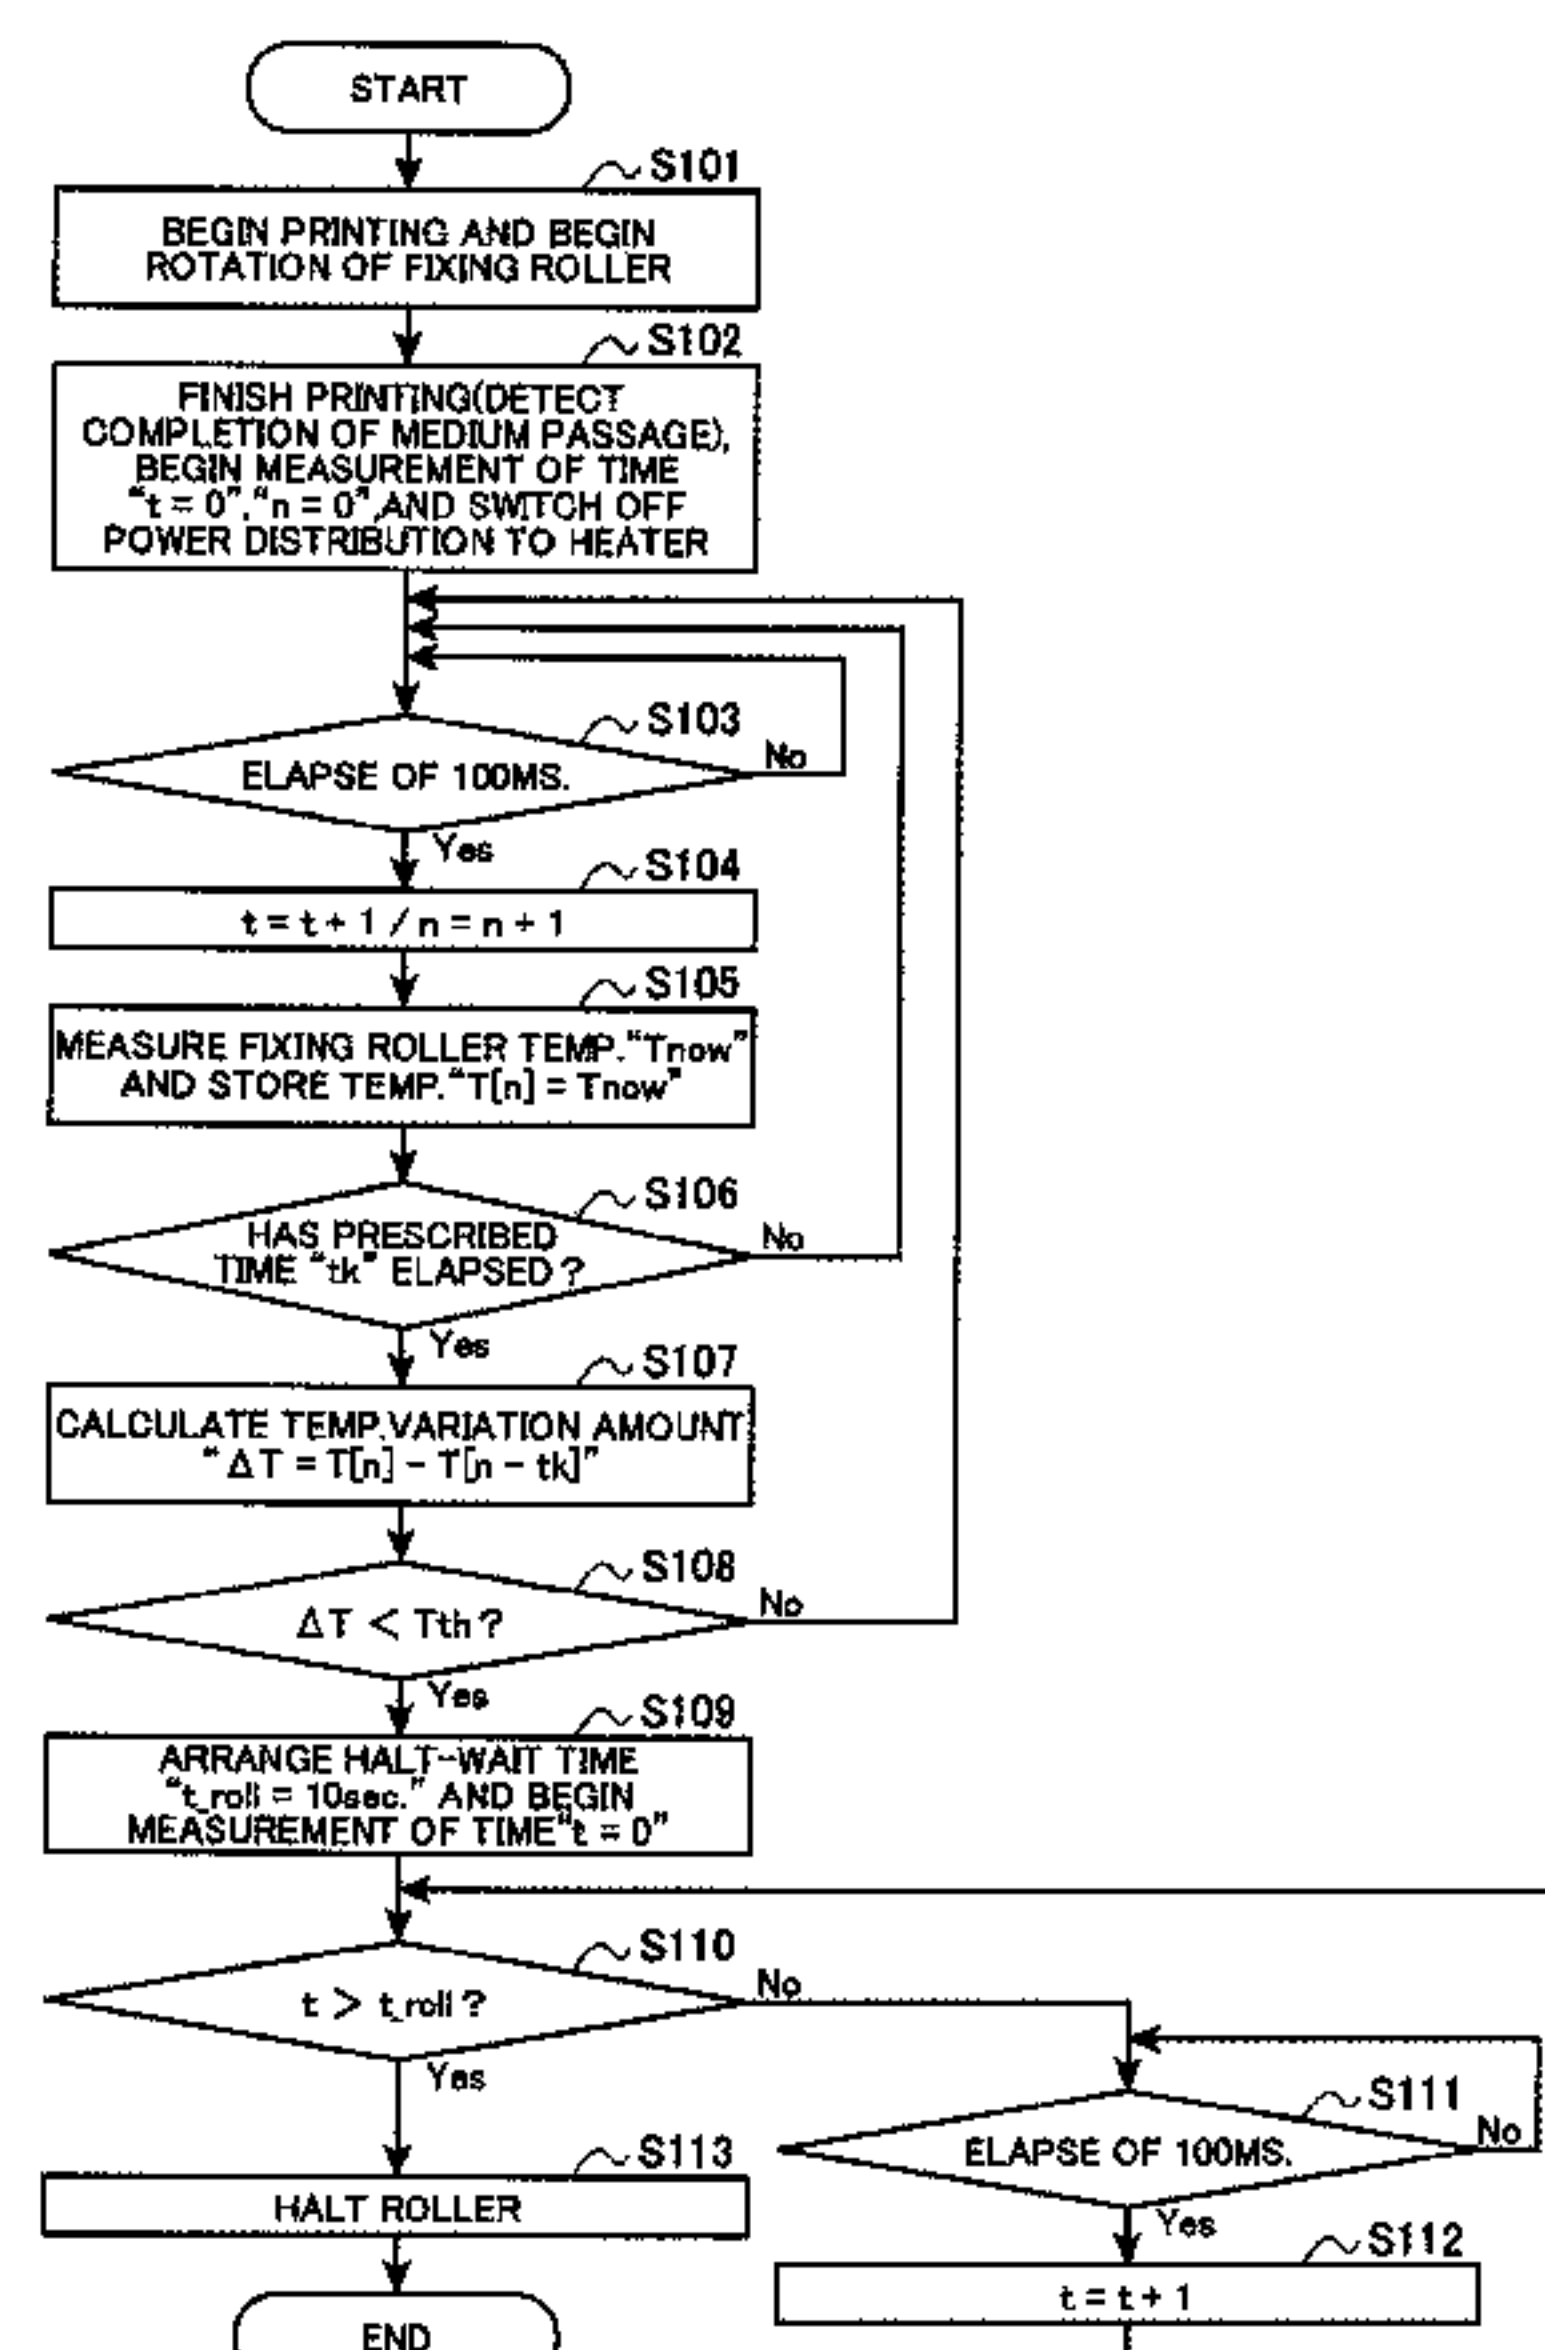 START
S101
BEGIN PRINTING AND BEGIN
ROTATION OF FIXING ROLLER
S102
FINISH PRINTING(DETECT
COMPLETION OF MEDIUM PASSAGE),
BEGIN MEASUREMENT OF TIME
“t = 0”,“n = 0”,AND SWITCH OFF
POWER DISTRIBUTION TO HEATER
S103
ELAPSE OF 100MS.
No
Yes
S104
t = t + 1 / n = n + 1
S105
MEASURE FIXING ROLLER TEMP.“Tnow”
AND STORE TEMP.“T[n] = Tnow”
S106
HAS PRESCRIBED
TIME “tk” ELAPSED ?
No
Yes
S107
CALCULATE TEMP.VARIATION AMOUNT
“ ΔT = T[n] − T[n − tk]”
S108
ΔT < Tth ?
No
Yes
S109
ARRANGE HALT-WAIT TIME
“t_roll = 10sec.” AND BEGIN
MEASUREMENT OF TIME“t = 0”
S110
t > t_roll ?
No
Yes
S111
ELAPSE OF 100MS.
No
Yes
S113
HALT ROLLER
S112
t = t + 1
END